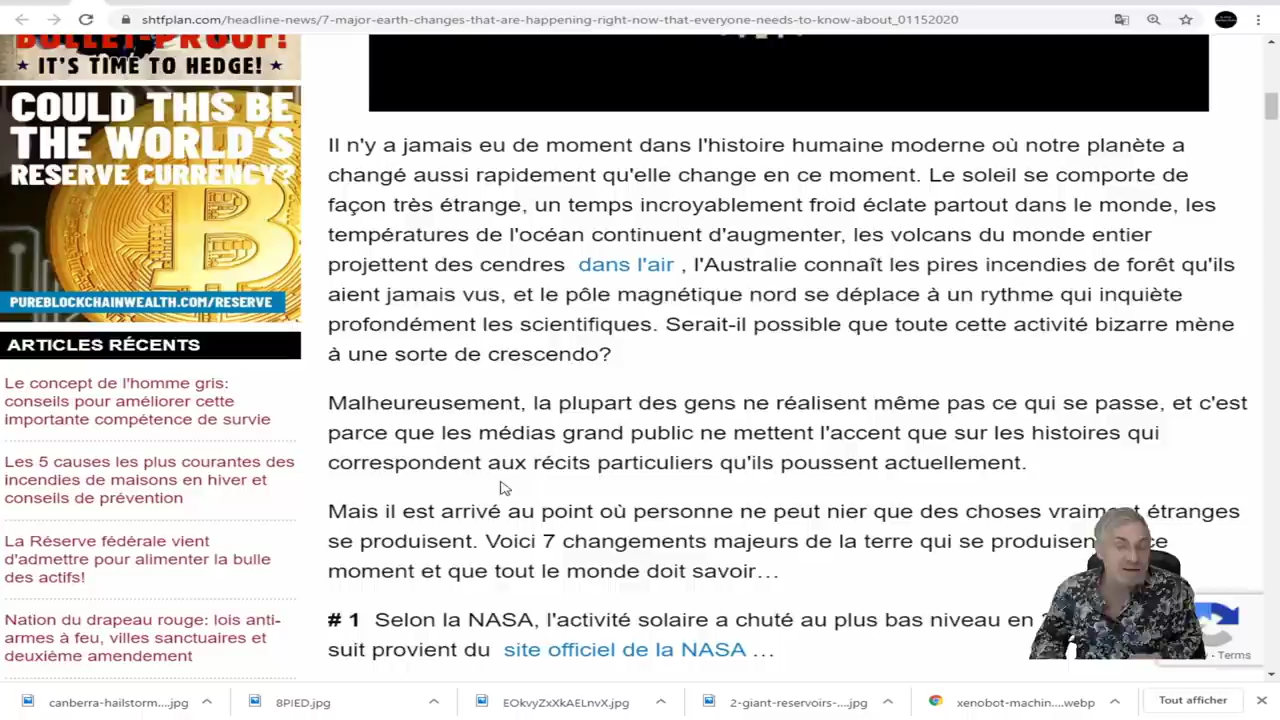 shtfplan.com/headline-news/7-major-earth-changes-that-are-happening-right-now-that-everyone-needs-to-know-about_01152020
BULLET-PROOF!
IT'S TIME TO HEDGE!
COULD THIS BE
THE WORLD'S
RESERVE CURRENCY?
PUREBLOCKCHAINWEALTH.COM/RESERVE
ARTICLES RÉCENTS
Le concept de l'homme gris:
conseils pour améliorer cette
importante compétence de survie
Les 5 causes les plus courantes des
incendies de maisons en hiver et
conseils de prévention
La Réserve fédérale vient
d'admettre pour alimenter la bulle
des actifs!
Nation du drapeau rouge: lois anti-
armes à feu, villes sanctuaires et
deuxième amendement
Il n'y a jamais eu de moment dans l'histoire humaine moderne où notre planète a
changé aussi rapidement qu'elle change en ce moment. Le soleil se comporte de
façon très étrange, un temps incroyablement froid éclate partout dans le monde, les
températures de l'océan continuent d'augmenter, les volcans du monde entier
projettent des cendres dans l'air , l'Australie connaît les pires incendies de forêt qu'ils
aient jamais vus, et le pôle magnétique nord se déplace à un rythme qui inquiète
profondément les scientifiques. Serait-il possible que toute cette activité bizarre mène
à une sorte de crescendo?
Malheureusement, la plupart des gens ne réalisent même pas ce qui se passe, et c'est
parce que les médias grand public ne mettent l'accent que sur les histoires qui
correspondent aux récits particuliers qu'ils poussent actuellement.
Mais il est arrivé au point où personne ne peut nier que des choses vraiment étranges
se produisent. Voici 7 changements majeurs de la terre qui se produisen ce
moment et que tout le monde doit savoir…
# 1 Selon la NASA, l'activité solaire a chuté au plus bas niveau en
suit provient du site officiel de la NASA …
- Terms
canberra-hailstorm....jpg
8PIED.jpg
EOkvyZxXkAELnvX.jpg
2-giant-reservoirs-....jpg
xenobot-machin....webp
Tout afficher